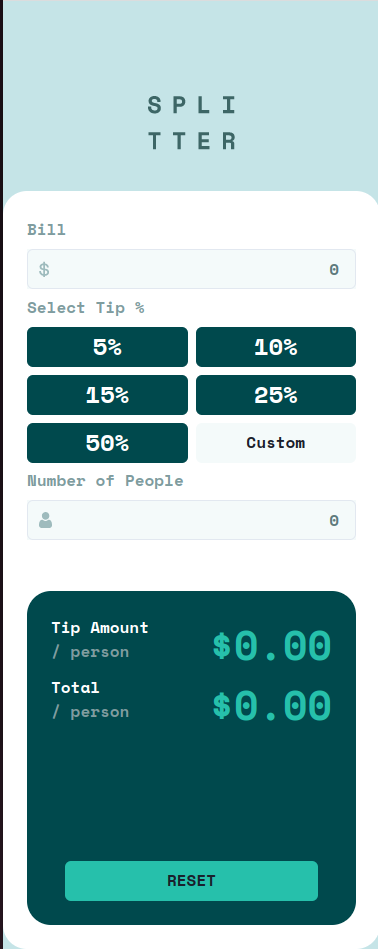 SPLI
TTER
Bill
$ 0
Select Tip %
5% 10%
15% 25%
50% Custom
Number of People
0
Tip Amount
/ person
$0.00
Total
/ person
$0.00
RESET